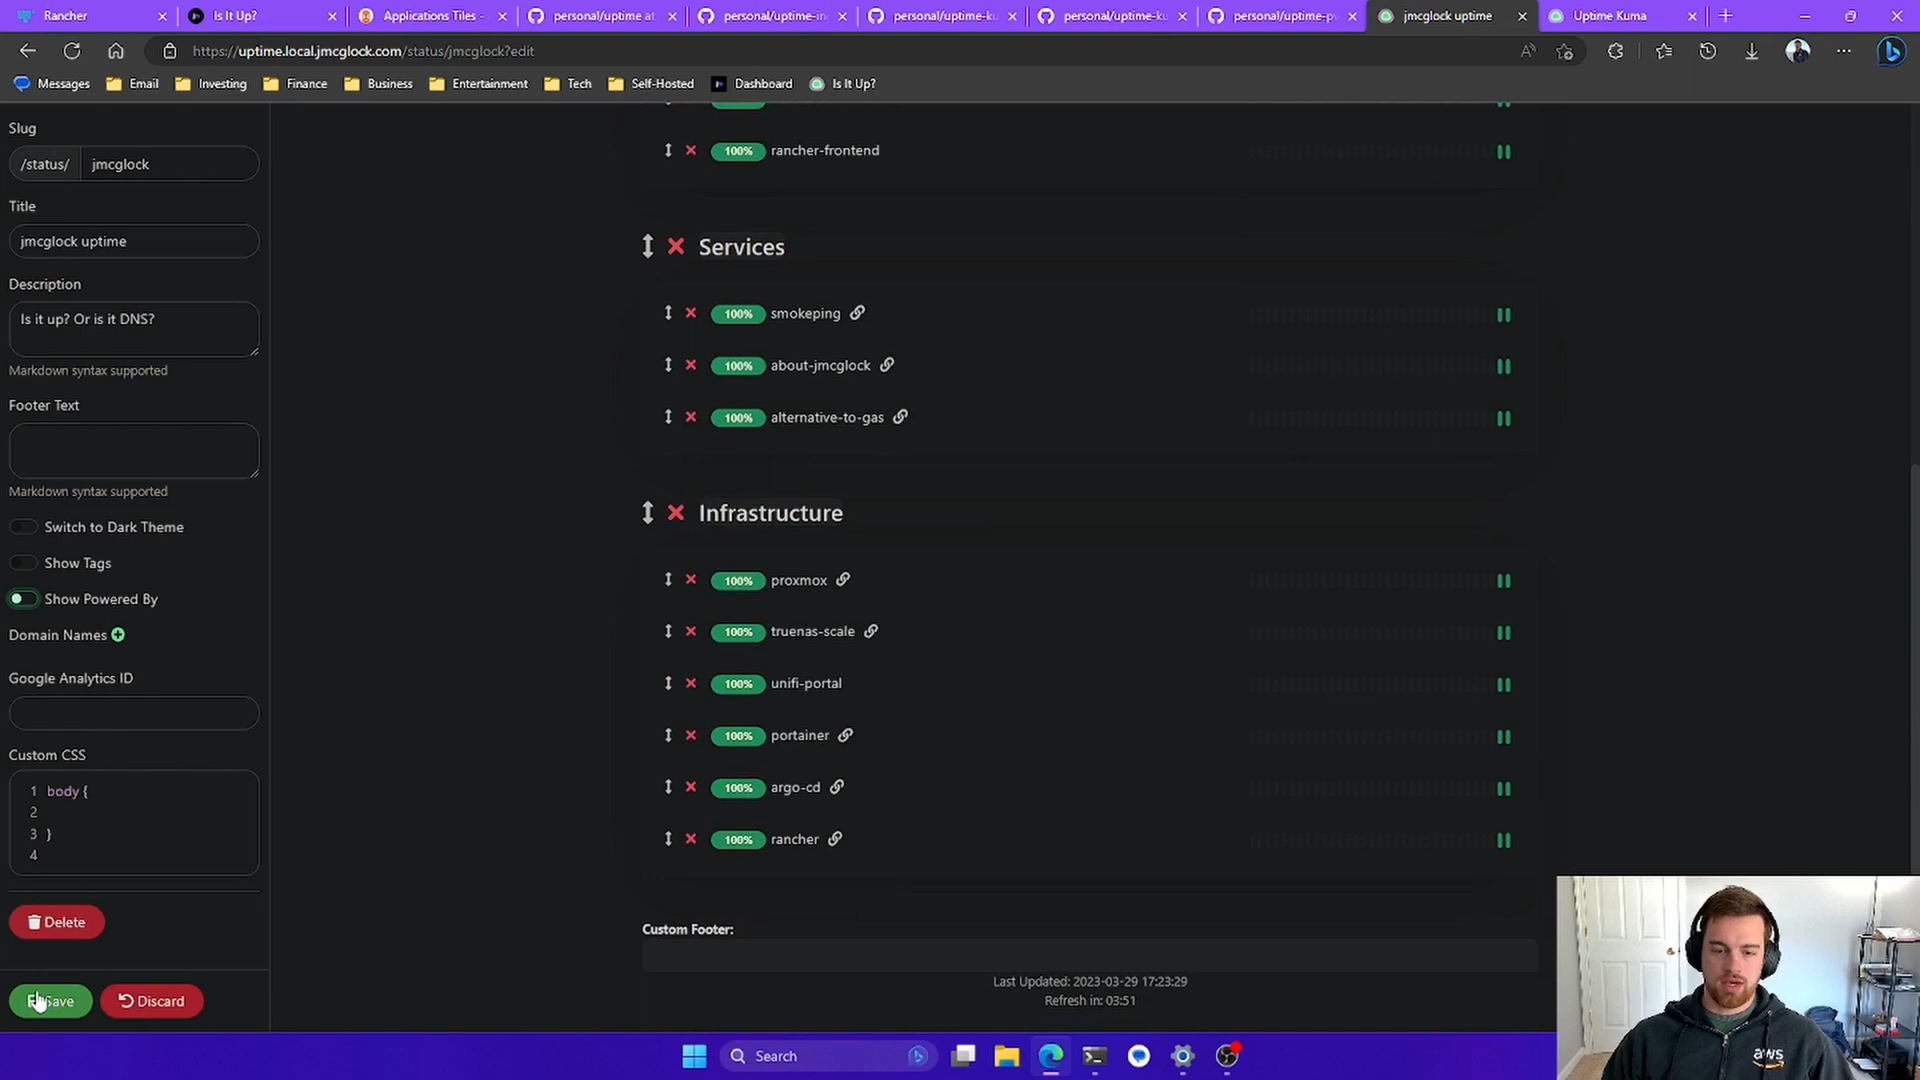 Rancher
Is It Up?
Applications Tiles -
personal/uptime at
personal/uptime-in
personal/uptime-ku
personal/uptime-ku
personal/uptime-pv
jmcglock uptime
Uptime Kuma
https://uptime.local.jmcglock.com/status/jmcglock?edit
Messages
Email
Investing
Finance
Business
Entertainment
Tech
Self-Hosted
Dashboard
Is It Up?
Slug
/status/ jmcglock
Title
jmcglock uptime
Description
Is it up? Or is it DNS?
Markdown syntax supported
Footer Text
Markdown syntax supported
Switch to Dark Theme
Show Tags
Show Powered By
Domain Names
Google Analytics ID
Custom CSS
1 body {
2
3 }
4
Delete
Save
Discard
100% rancher-frontend
Services
100% smokeping
100% about-jmcglock
100% alternative-to-gas
Infrastructure
100% proxmox
100% truenas-scale
100% unifi-portal
100% portainer
100% argo-cd
100% rancher
Custom Footer:
Last Updated: 2023-03-29 17:23:29
Refresh in: 03:51
Search
aws